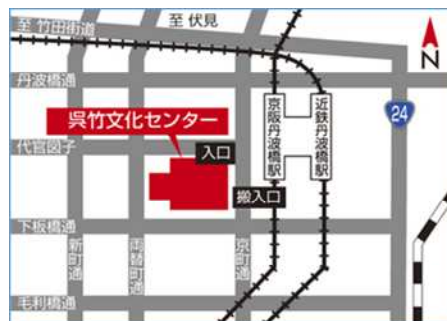 至 竹田街道
至 伏見
N
丹波橋通
京阪丹波橋駅
近鉄丹波橋駅
24
呉竹文化センター
代官図子
入口
搬入口
下板橋通
新町通
両替町通
京町通
毛利橋通